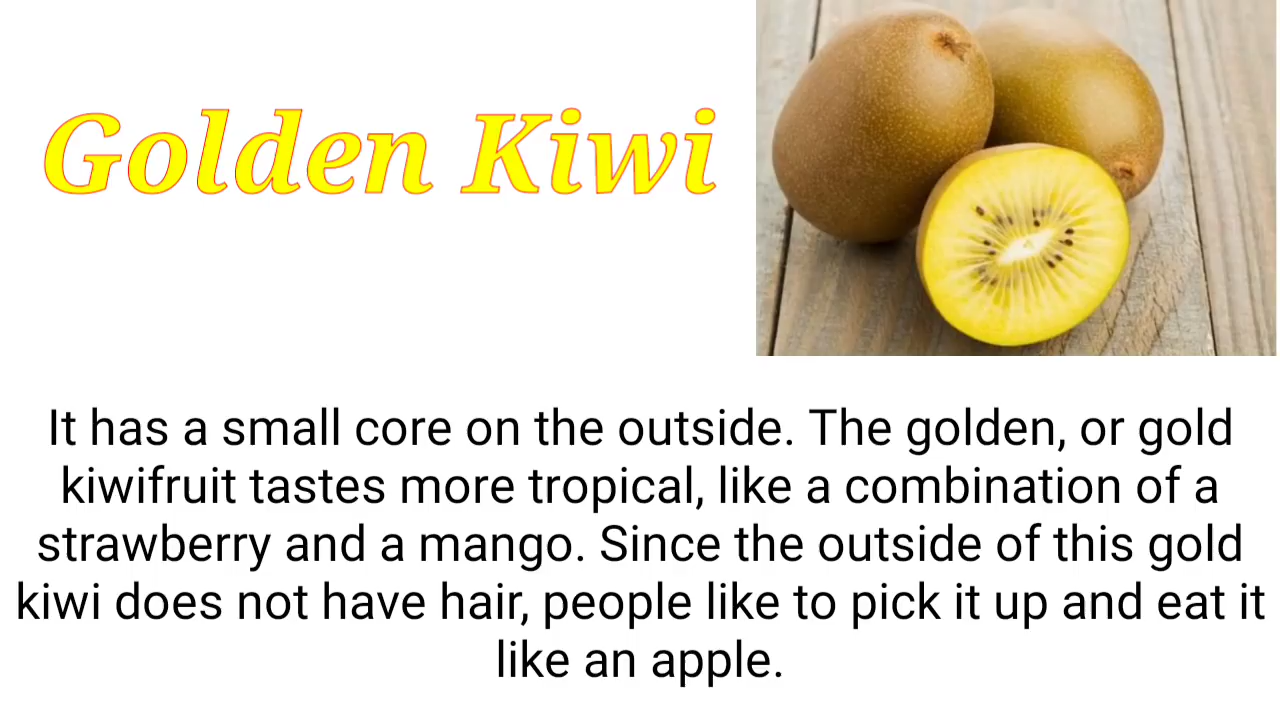 Golden Kiwi
It has a small core on the outside. The golden, or gold
kiwifruit tastes more tropical, like a combination of a
strawberry and a mango. Since the outside of this gold
kiwi does not have hair, people like to pick it up and eat it
like an apple.